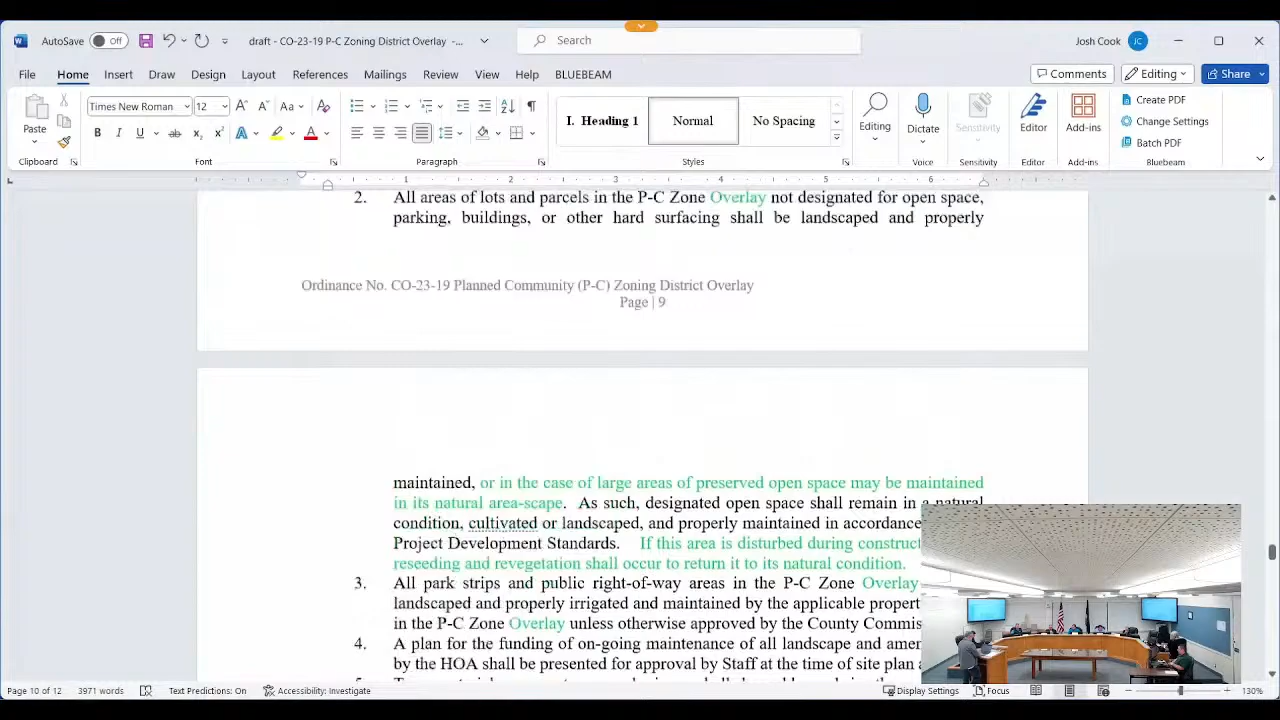 AutoSave Off draft - CO-23-19 P-C Zoning District Overlay -... Search Josh Cook JC
File Home Insert Draw Design Layout References Mailings Review View Help BLUEBEAM Comments Editing Share
Paste Times New Roman 12 Aa I. Heading 1 Normal No Spacing Editing Dictate Sensitivity Editor Add-ins Create PDF
Change Settings
Batch PDF
Clipboard Font Paragraph Styles Voice Sensitivity Editor Add-ins Bluebeam
1 2 3 4 5 6
2. All areas of lots and parcels in the P-C Zone Overlay not designated for open space,
parking, buildings, or other hard surfacing shall be landscaped and properly
Ordinance No. CO-23-19 Planned Community (P-C) Zoning District Overlay
Page | 9
maintained, or in the case of large areas of preserved open space may be maintained
in its natural area-scape. As such, designated open space shall remain in a natural
condition, cultivated or landscaped, and properly maintained in accordance
Project Development Standards. If this area is disturbed during construct
reseeding and revegetation shall occur to return it to its natural condition.
3. All park strips and public right-of-way areas in the P-C Zone Overlay
landscaped and properly irrigated and maintained by the applicable propert
in the P-C Zone Overlay unless otherwise approved by the County Commis
4. A plan for the funding of on-going maintenance of all landscape and amen
by the HOA shall be presented for approval by Staff at the time of site plan
Page 10 of 12 3971 words Text Predictions: On Accessibility: Investigate Display Settings Focus 130%